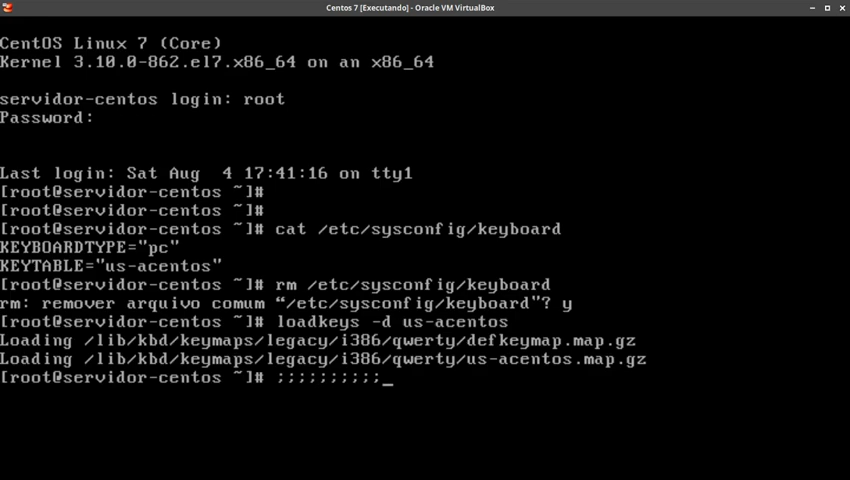 Centos 7 [Executando] - Oracle VM VirtualBox
CentOS Linux 7 (Core)
Kernel 3.10.0-862.el7.x86_64 on an x86_64
servidor-centos login: root
Password:
Last login: Sat Aug  4 17:41:16 on tty1
[root@servidor-centos ~]#
[root@servidor-centos ~]#
[root@servidor-centos ~]# cat /etc/sysconfig/keyboard
KEYBOARDTYPE="pc"
KEYTABLE="us-acentos"
[root@servidor-centos ~]# rm /etc/sysconfig/keyboard
rm: remover arquivo comum “/etc/sysconfig/keyboard"? y
[root@servidor-centos ~]# loadkeys -d us-acentos
Loading /lib/kbd/keymaps/legacy/i386/qwerty/defkeymap.map.gz
Loading /lib/kbd/keymaps/legacy/i386/qwerty/us-acentos.map.gz
[root@servidor-centos ~]# ;;;;;;;;;;_